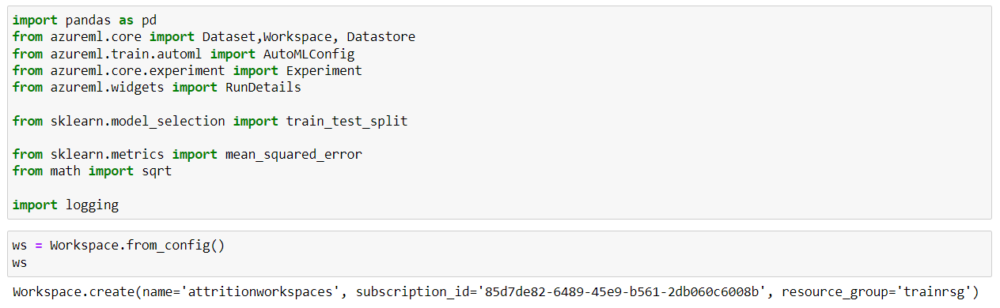 import pandas as pd
from azureml.core import Dataset,Workspace, Datastore
from azureml.train.automl import AutoMLConfig
from azureml.core.experiment import Experiment
from azureml.widgets import RunDetails
from sklearn.model_selection import train_test_split
from sklearn.metrics import mean_squared_error
from math import sqrt
import logging
ws = Workspace.from_config()
ws
Workspace.create(name='attritionworkspaces', subscription_id='85d7de82-6489-45e9-b561-2db060c6008b', resource_group='trainrsg')